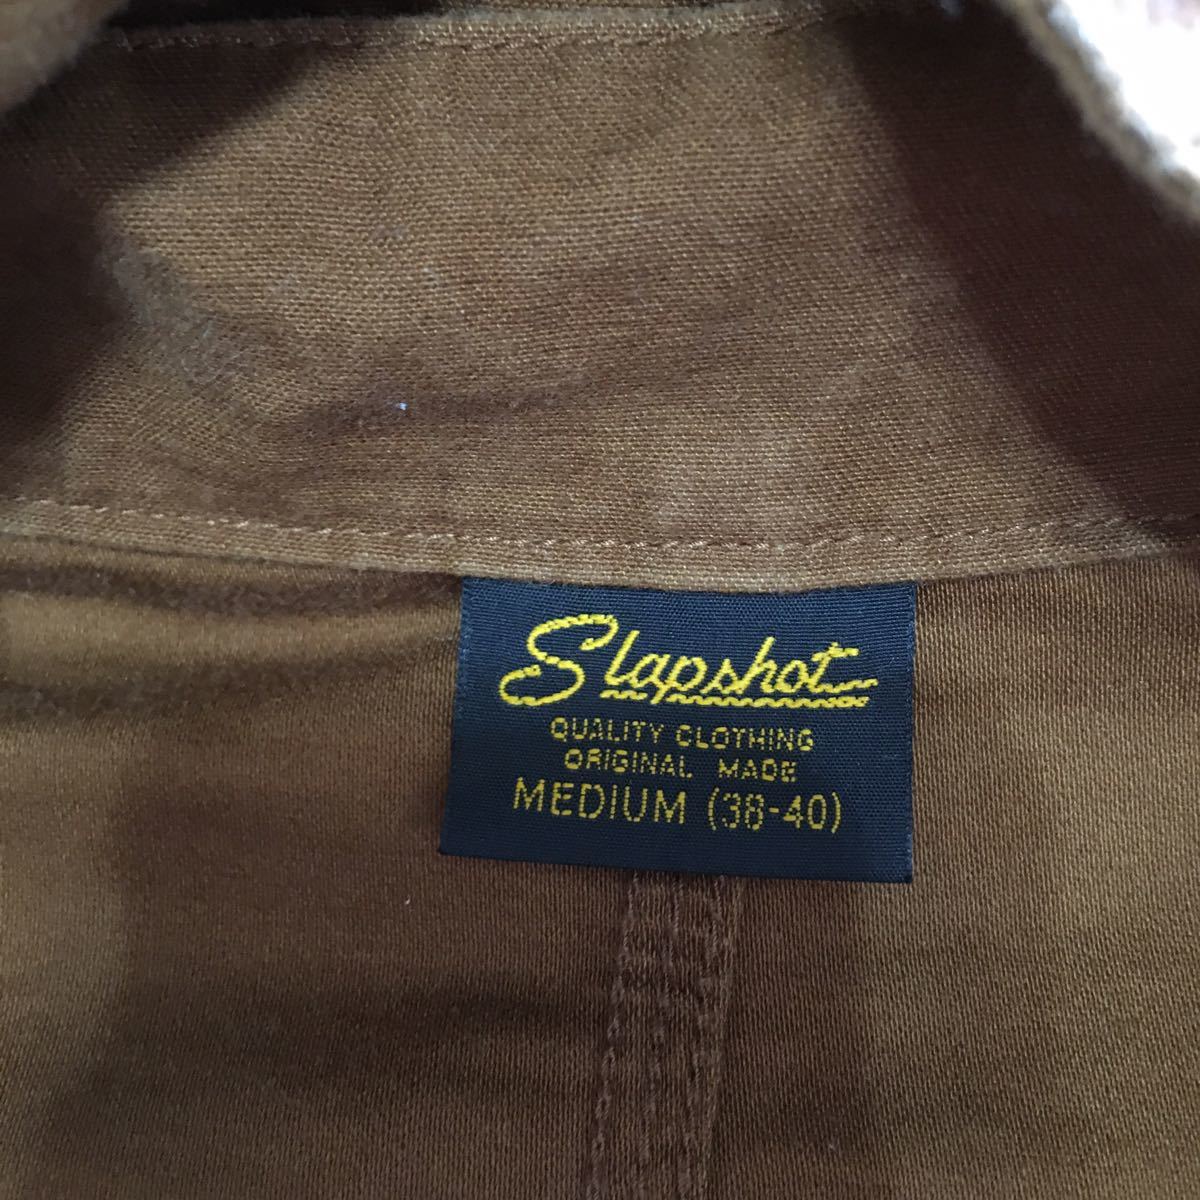 Slapshot
QUALITY CLOTHING
ORIGINAL MADE
MEDIUM (38-40)